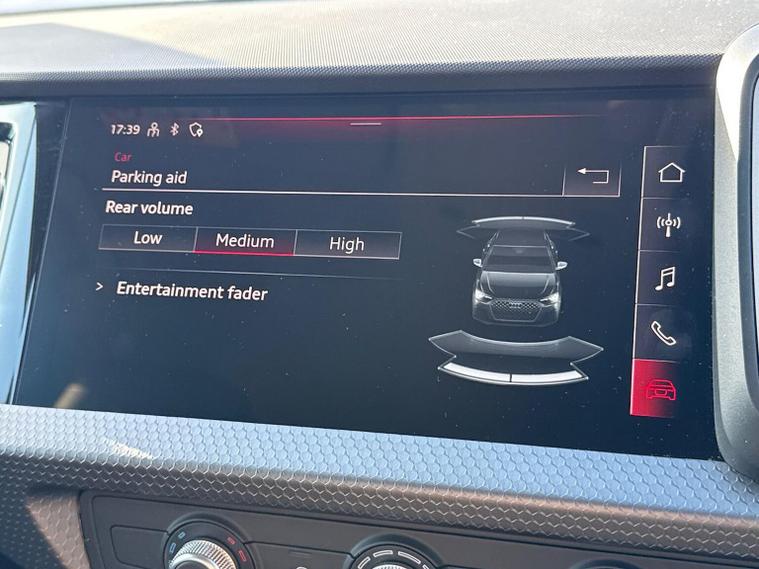 17:39
Car
Parking aid
Rear volume
Low Medium High
> Entertainment fader